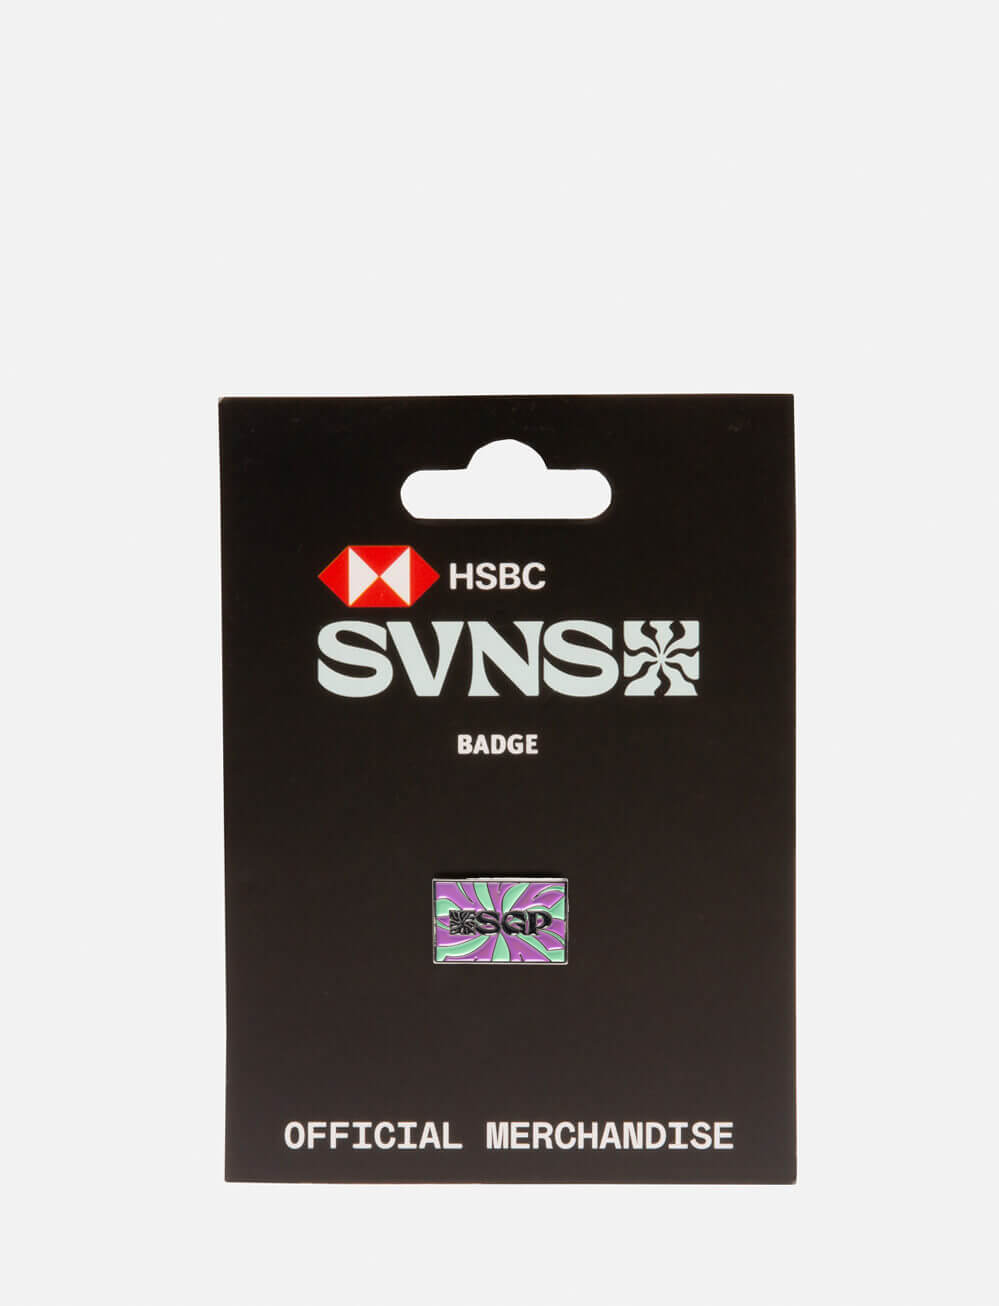 HSBC
SVNS
BADGE
SGP
OFFICIAL MERCHANDISE